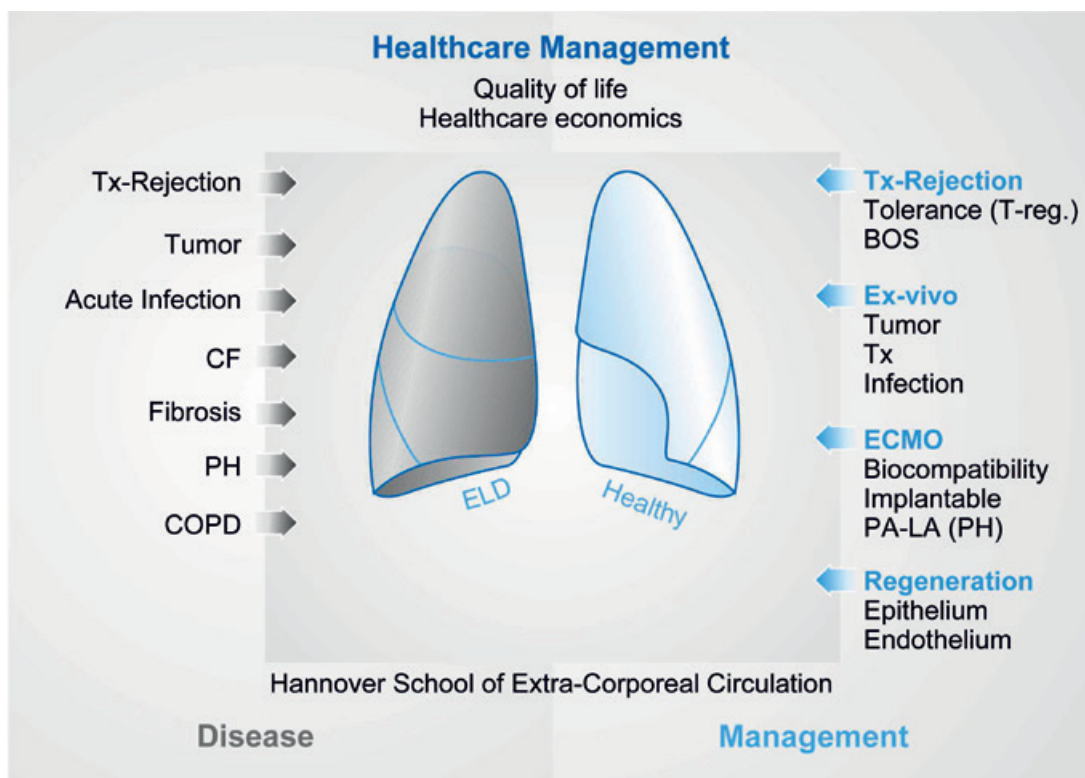 Healthcare Management
Quality of life
Healthcare economics
Tx-Rejection
Tumor
Acute Infection
CF
Fibrosis
PH
COPD
ELD
Healthy
Tx-Rejection
Tolerance (T-reg.)
BOS
Ex-vivo
Tumor
Tx
Infection
ECMO
Biocompatibility
Implantable
PA-LA (PH)
Regeneration
Epithelium
Endothelium
Hannover School of Extra-Corporeal Circulation
Disease
Management